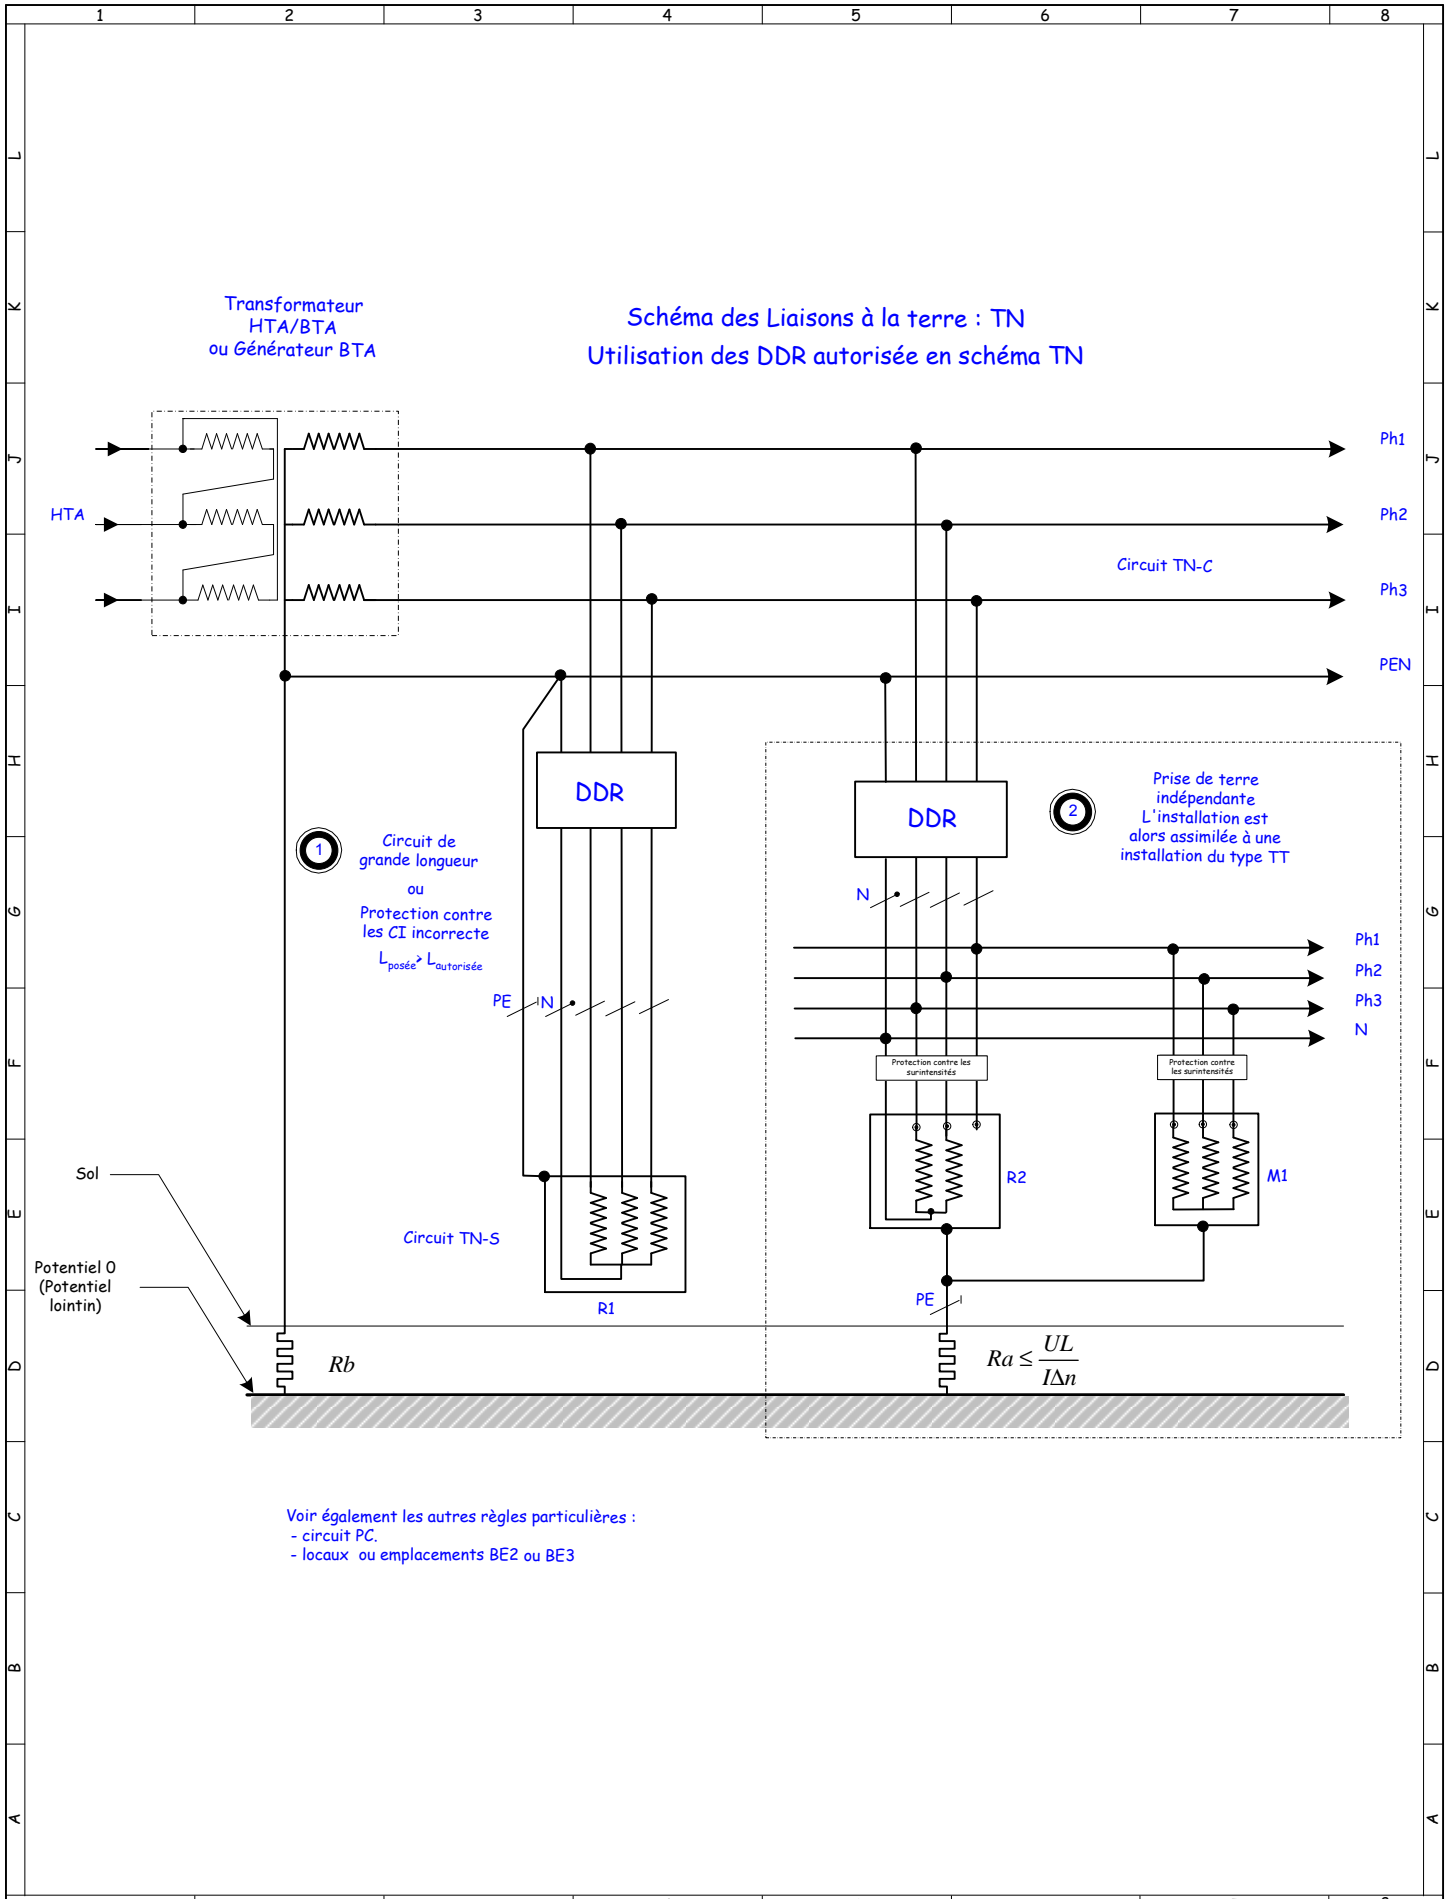 1 2 3 4 5 6 7 8
L L
K K
J J
I I
H H
G G
F F
E E
D D
C C
B B
A A
Transformateur
HTA/BTA
ou Générateur BTA
Schéma des Liaisons à la terre : TN
Utilisation des DDR autorisée en schéma TN
Ph1
HTA
Ph2
Circuit TN-C
Ph3
PEN
DDR
1
Circuit de
grande longueur
ou
Protection contre
les CI incorrecte
Lposée> Lautorisée
PE N
DDR
2
Prise de terre
indépendante
L'installation est
alors assimilée à une
installation du type TT
N
Ph1
Ph2
Ph3
N
Protection contre les
surintensités
Protection contre
les surintensités
R2
M1
Sol
Circuit TN-S
Potentiel 0
(Potentiel
lointin)
R1
PE
Rb
Ra ≤ UL
I∆n
Voir également les autres règles particulières :
- circuit PC.
- locaux ou emplacements BE2 ou BE3